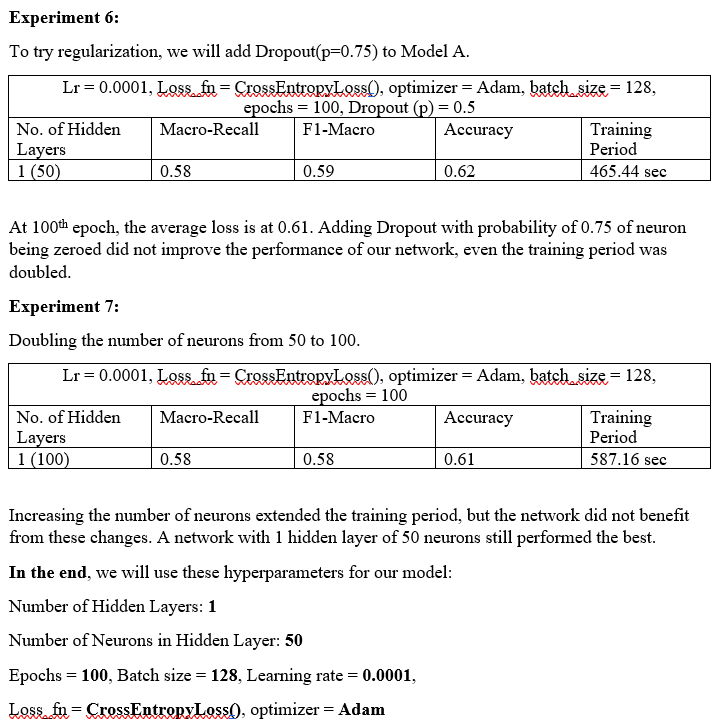 Experiment 6:
To try regularization, we will add Dropout(p=0.75) to Model A.
Lr = 0.0001, Loss_fn = CrossEntropyLoss(), optimizer = Adam, batch_size = 128,
epochs = 100, Dropout (p) = 0.5
No. of Hidden Layers | Macro-Recall | F1-Macro | Accuracy | Training Period
1 (50) | 0.58 | 0.59 | 0.62 | 465.44 sec
At 100th epoch, the average loss is at 0.61. Adding Dropout with probability of 0.75 of neuron
being zeroed did not improve the performance of our network, even the training period was
doubled.
Experiment 7:
Doubling the number of neurons from 50 to 100.
Lr = 0.0001, Loss_fn = CrossEntropyLoss(), optimizer = Adam, batch_size = 128,
epochs = 100
No. of Hidden Layers | Macro-Recall | F1-Macro | Accuracy | Training Period
1 (100) | 0.58 | 0.58 | 0.61 | 587.16 sec
Increasing the number of neurons extended the training period, but the network did not benefit
from these changes. A network with 1 hidden layer of 50 neurons still performed the best.
In the end, we will use these hyperparameters for our model:
Number of Hidden Layers: 1
Number of Neurons in Hidden Layer: 50
Epochs = 100, Batch size = 128, Learning rate = 0.0001,
Loss_fn = CrossEntropyLoss(), optimizer = Adam